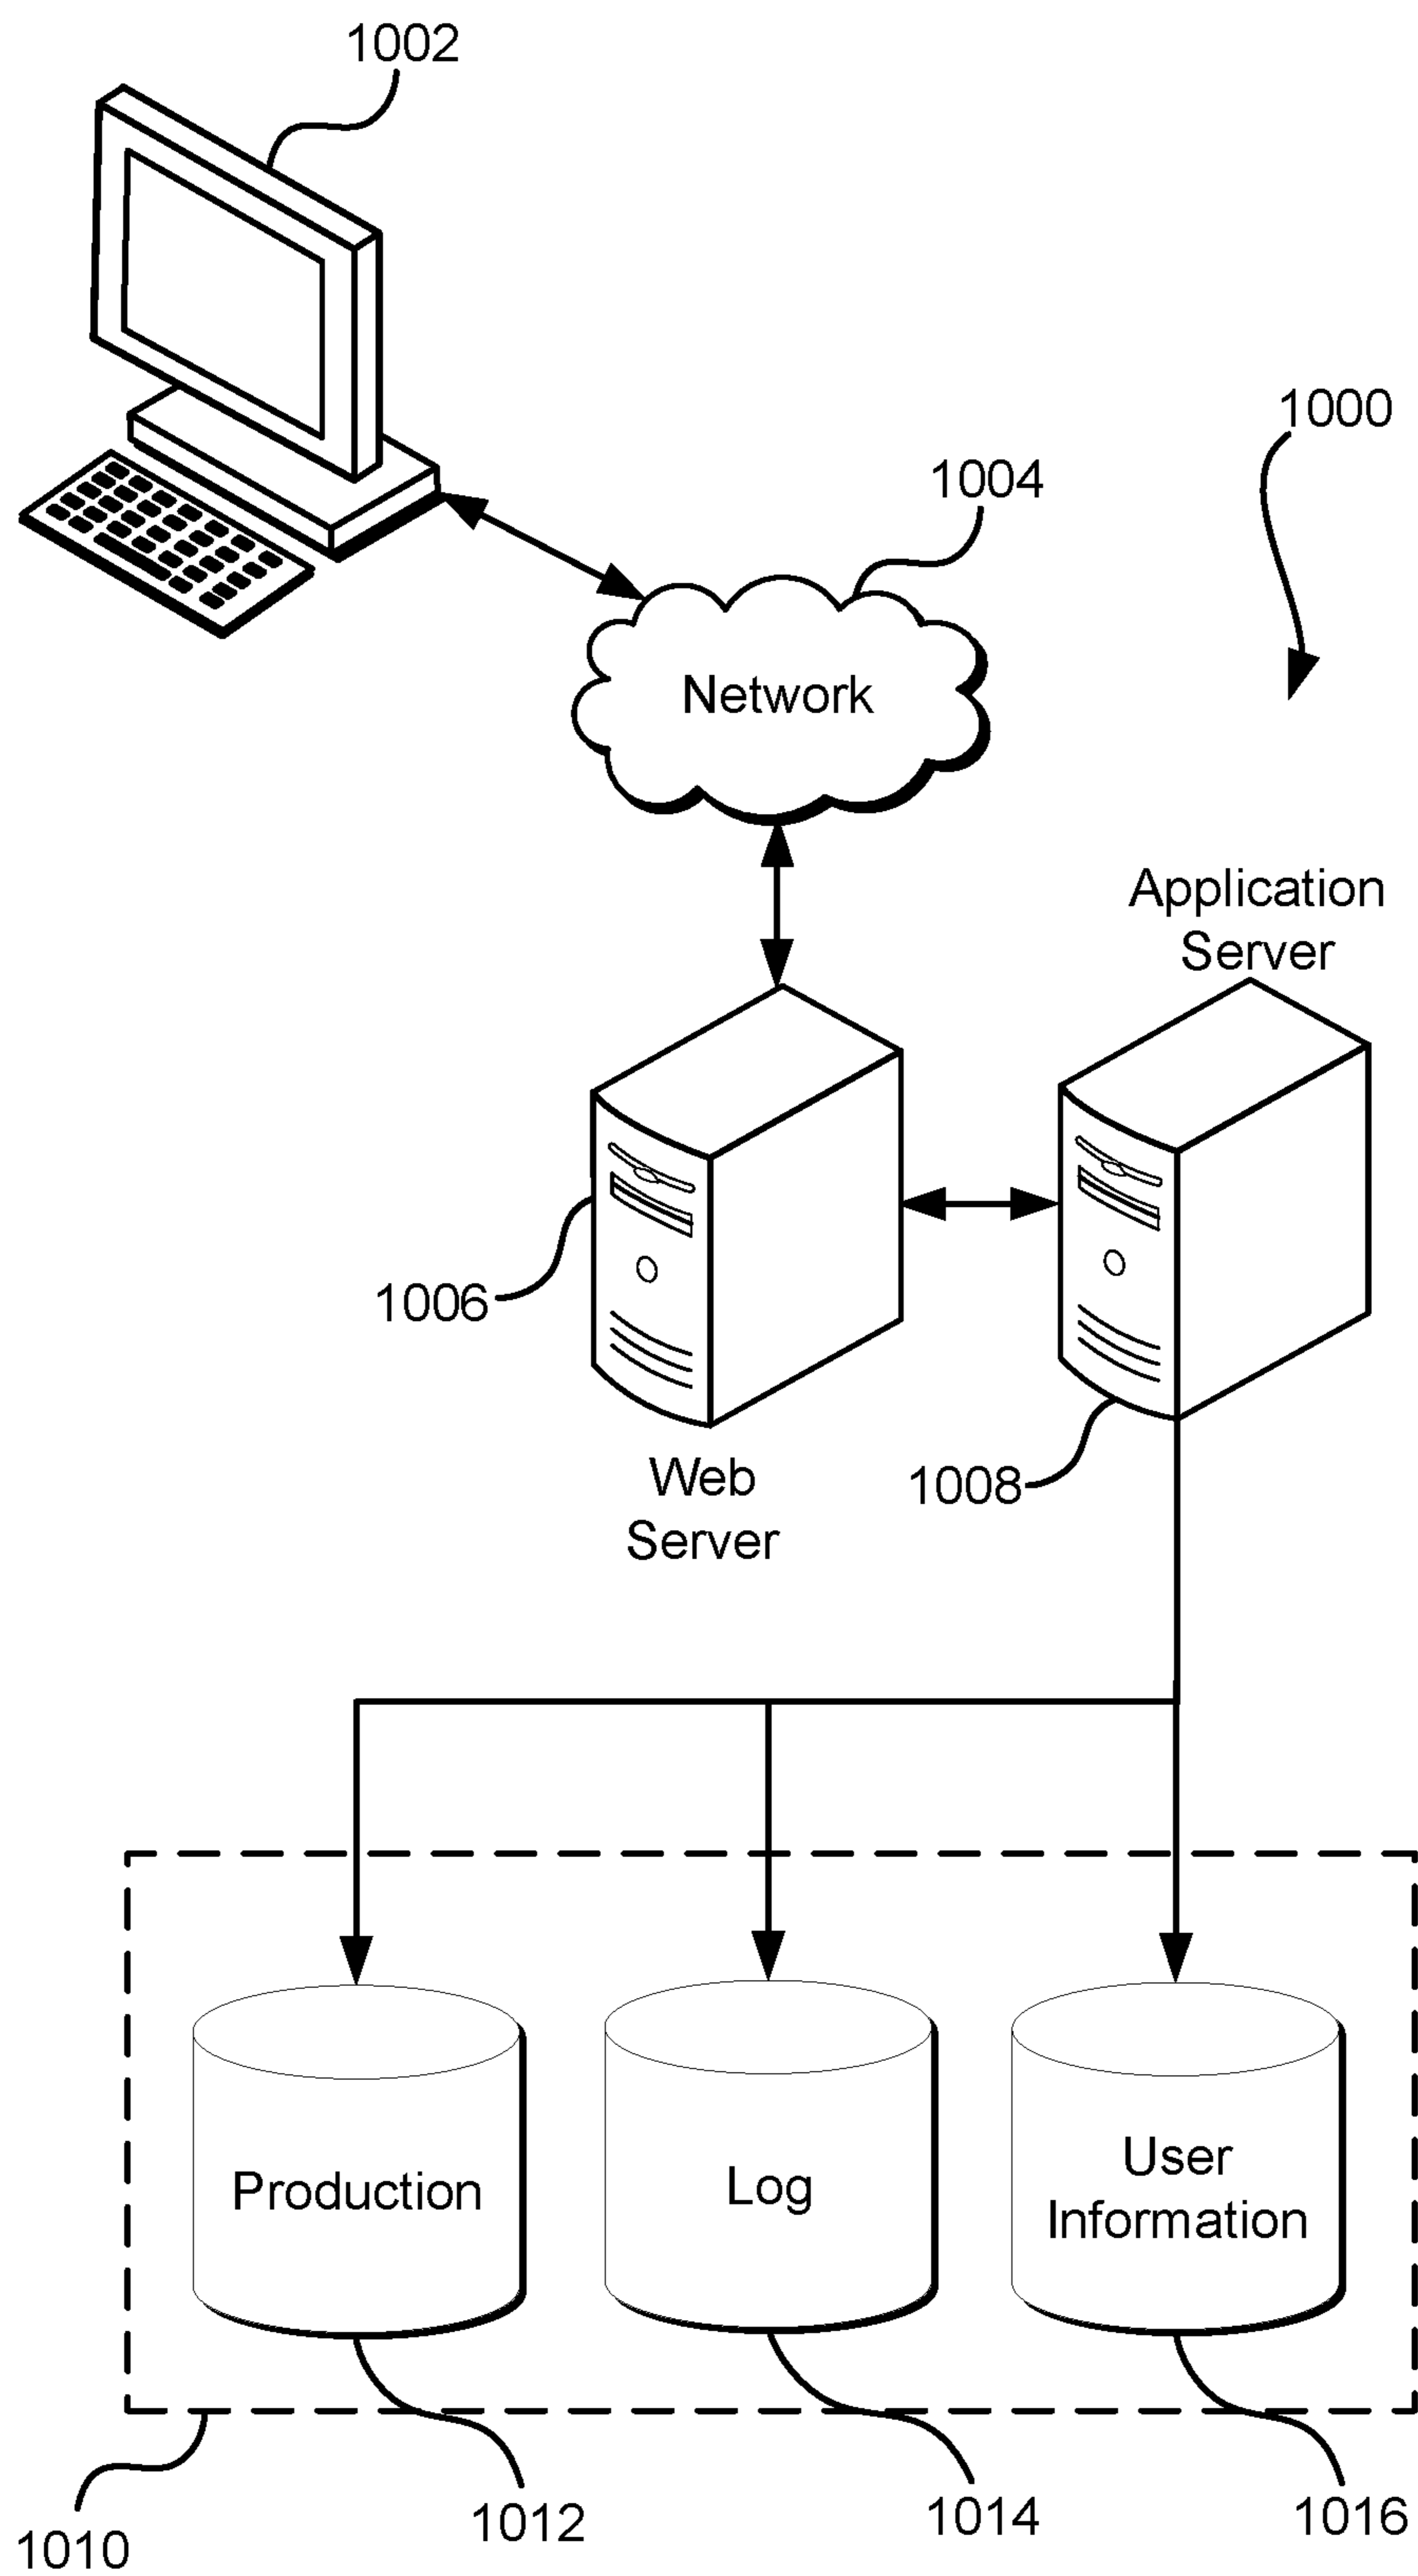 1002
1000
1004
Network
Application
Server
1006
Web
Server
1008
Production
Log
User
Information
1010
1012
1014
1016